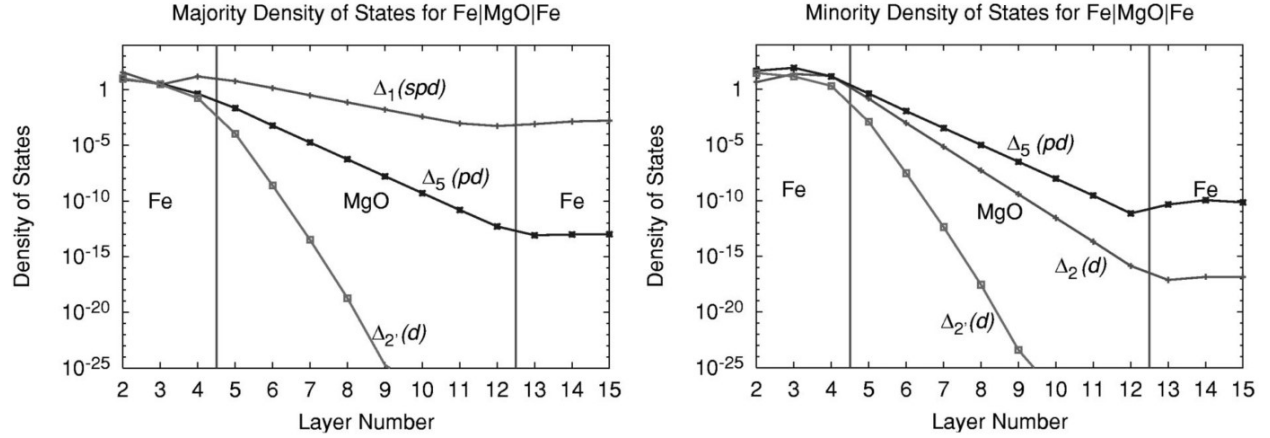 Majority Density of States for Fe|MgO|Fe
Density of States
1
10⁻⁵
10⁻¹⁰
10⁻¹⁵
10⁻²⁰
10⁻²⁵
Δ₁(spd)
Δ₅(pd)
Fe
MgO
Fe
Δ₂'(d)
2 3 4 5 6 7 8 9 10 11 12 13 14 15
Layer Number
Minority Density of States for Fe|MgO|Fe
Density of States
1
10⁻⁵
10⁻¹⁰
10⁻¹⁵
10⁻²⁰
10⁻²⁵
Δ₅(pd)
Fe
Fe
MgO
Δ₂(d)
Δ₂'(d)
2 3 4 5 6 7 8 9 10 11 12 13 14 15
Layer Number